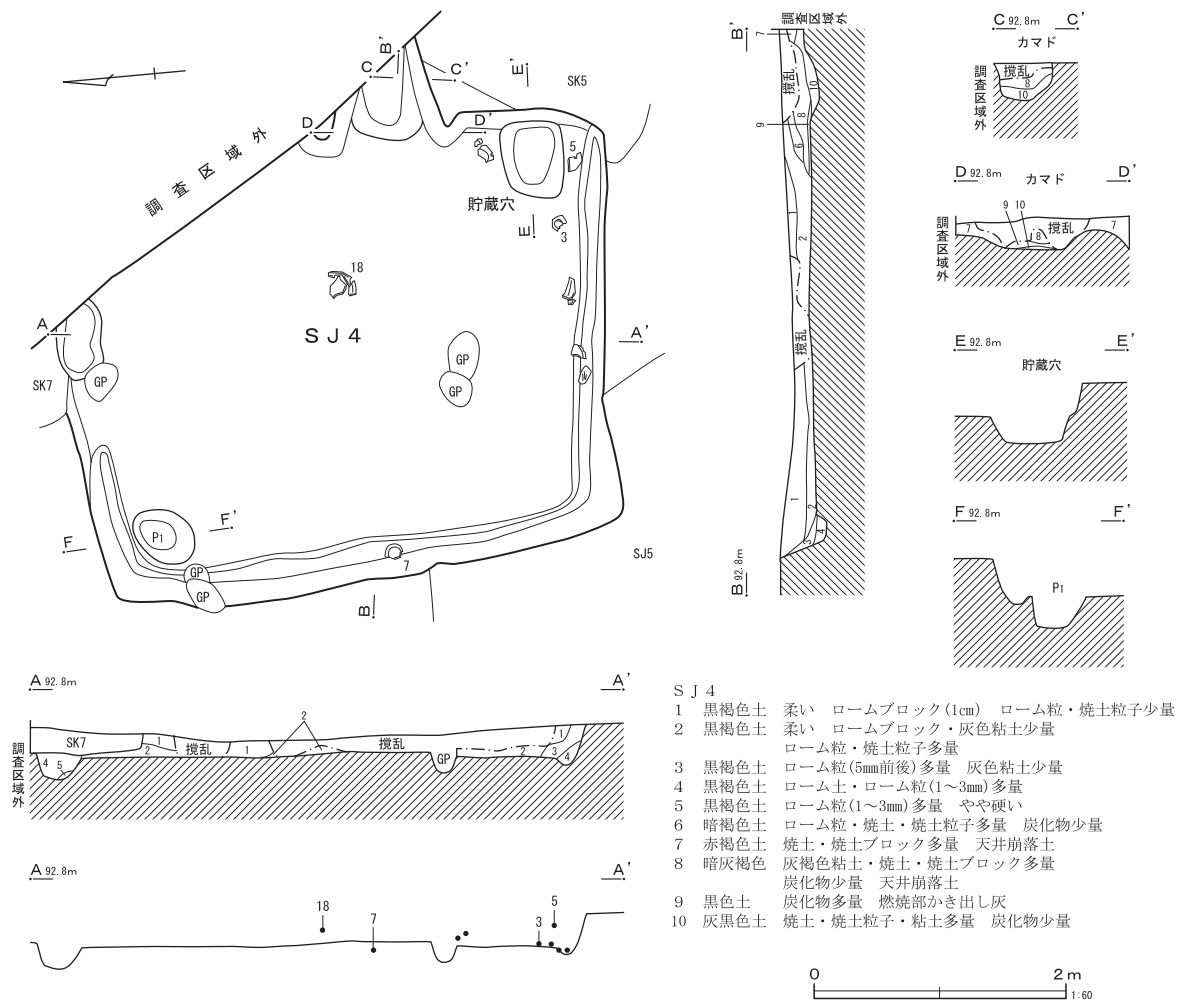 B'
C
C'
E'
SK5
D
D'
5
調査区域外
貯蔵穴
E
3
18
A
SJ4
A'
GP
GP
SK7
GP
P1
F'
F
GP
GP
7
SJ5
B
調査区域外
B'
7
撹乱
10
8
9
6
2
撹乱
1
2
3
4
B 92.8m
C 92.8m C'
カマド
調査区域外
撹乱
8
10
D 92.8m D'
カマド
9 10
調査区域外
7
8
撹乱
7
E 92.8m E'
貯蔵穴
F 92.8m F'
P1
A 92.8m A'
2
調査区域外
SK7
4
5
2
1
撹乱
1
撹乱
GP
2
1
3
4
A 92.8m A'
18
7
3
5
SJ4
1 黒褐色土 柔い ロームブロック(1cm) ローム粒・焼土粒子少量
2 黒褐色土 柔い ロームブロック・灰色粘土少量
ローム粒・焼土粒子多量
3 黒褐色土 ローム粒(5mm前後)多量 灰色粘土少量
4 黒褐色土 ローム土・ローム粒(1～3mm)多量
5 黒褐色土 ローム粒(1～3mm)多量 やや硬い
6 暗褐色土 ローム粒・焼土・焼土粒子多量 炭化物少量
7 赤褐色土 焼土・焼土ブロック多量 天井崩落土
8 暗灰褐色 灰褐色粘土・焼土・焼土ブロック多量
炭化物少量 天井崩落土
9 黒色土 炭化物多量 燃焼部かき出し灰
10 灰黒色土 焼土・焼土粒子・粘土多量 炭化物少量
0 2m
1:60